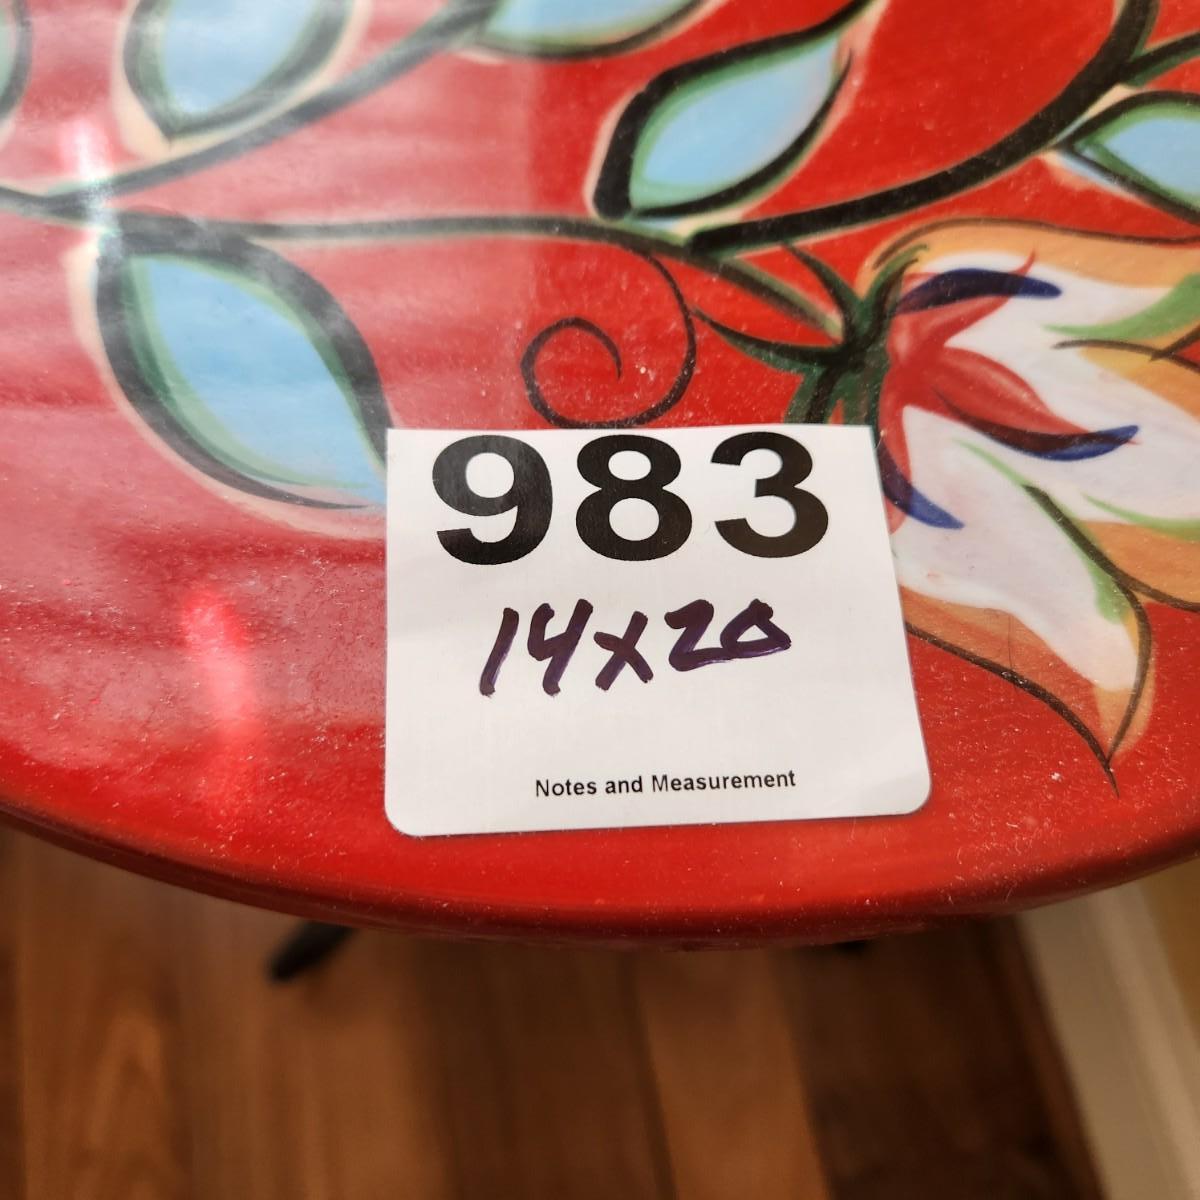 983
14x20
Notes and Measurement